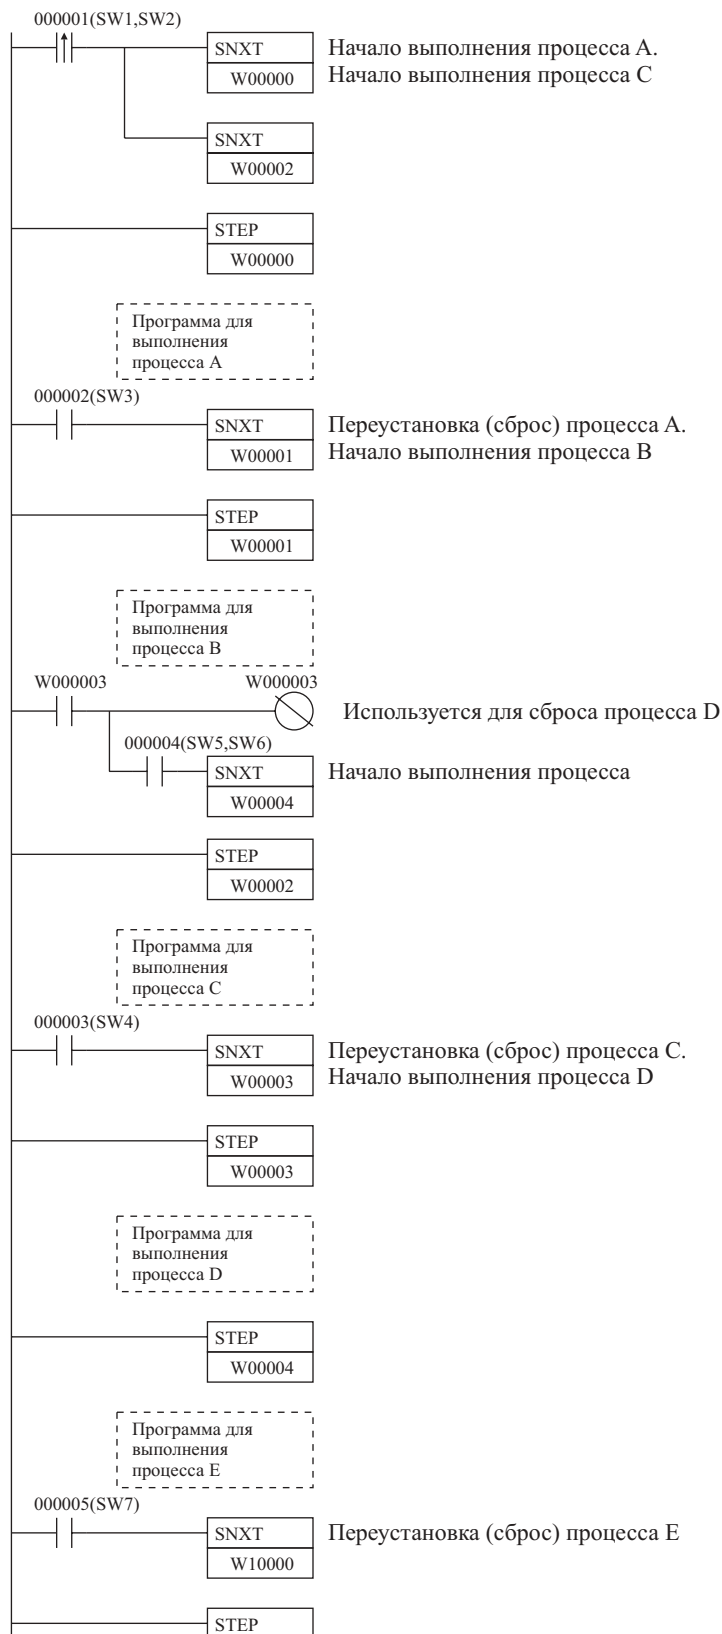 000001(SW1,SW2)
SNXT
W00000
Начало выполнения процесса A.
Начало выполнения процесса C
SNXT
W00002
STEP
W00000
Программа для
выполнения
процесса A
000002(SW3)
SNXT
W00001
Переустановка (сброс) процесса A.
Начало выполнения процесса B
STEP
W00001
Программа для
выполнения
процесса B
W000003
W000003
Используется для сброса процесса D
000004(SW5,SW6)
SNXT
W00004
Начало выполнения процесса
STEP
W00002
Программа для
выполнения
процесса C
000003(SW4)
SNXT
W00003
Переустановка (сброс) процесса C.
Начало выполнения процесса D
STEP
W00003
Программа для
выполнения
процесса D
STEP
W00004
Программа для
выполнения
процесса E
000005(SW7)
SNXT
W10000
Переустановка (сброс) процесса E
STEP